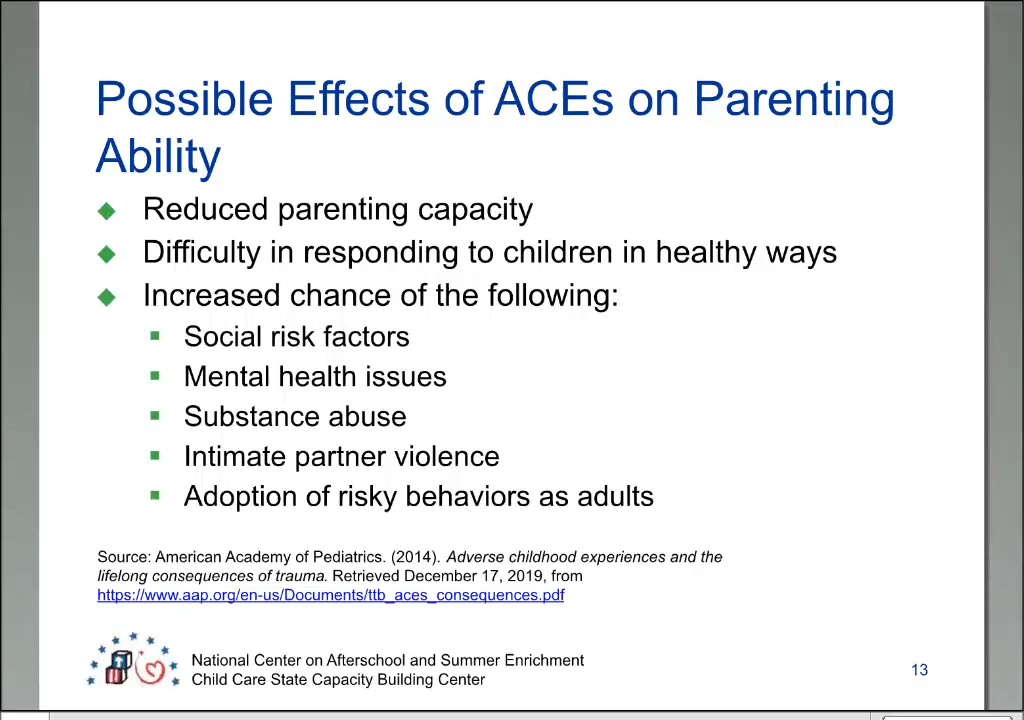 Possible Effects of ACEs on Parenting
Ability
Reduced parenting capacity
Difficulty in responding to children in healthy ways
Increased chance of the following:
Social risk factors
Mental health issues
Substance abuse
Intimate partner violence
Adoption of risky behaviors as adults
Source: American Academy of Pediatrics. (2014). Adverse childhood experiences and the
lifelong consequences of trauma. Retrieved December 17, 2019, from
https://www.aap.org/en-us/Documents/ttb_aces_consequences.pdf
National Center on Afterschool and Summer Enrichment
Child Care State Capacity Building Center
13